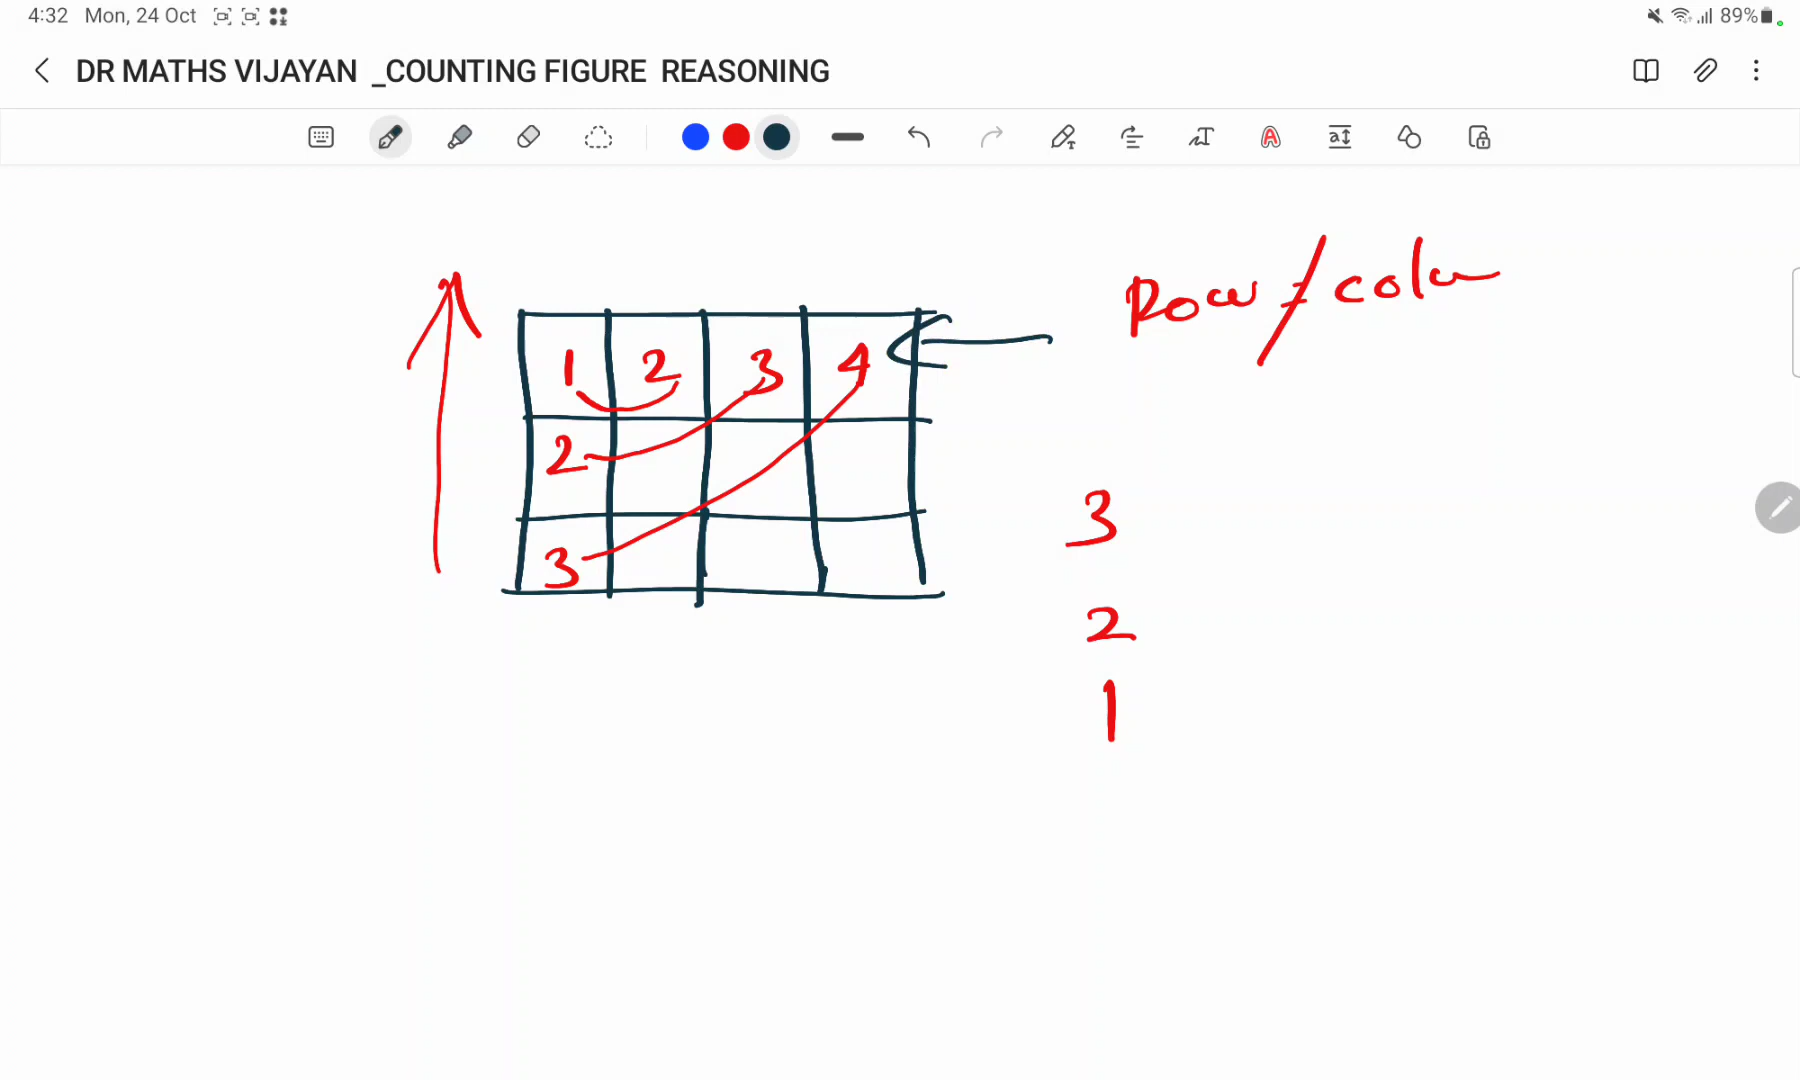 4:32 Mon, 24 Oct 89%
DR MATHS VIJAYAN _COUNTING FIGURE REASONING
Row ≠ colu
1 2 3 4
2
3
3
2
1